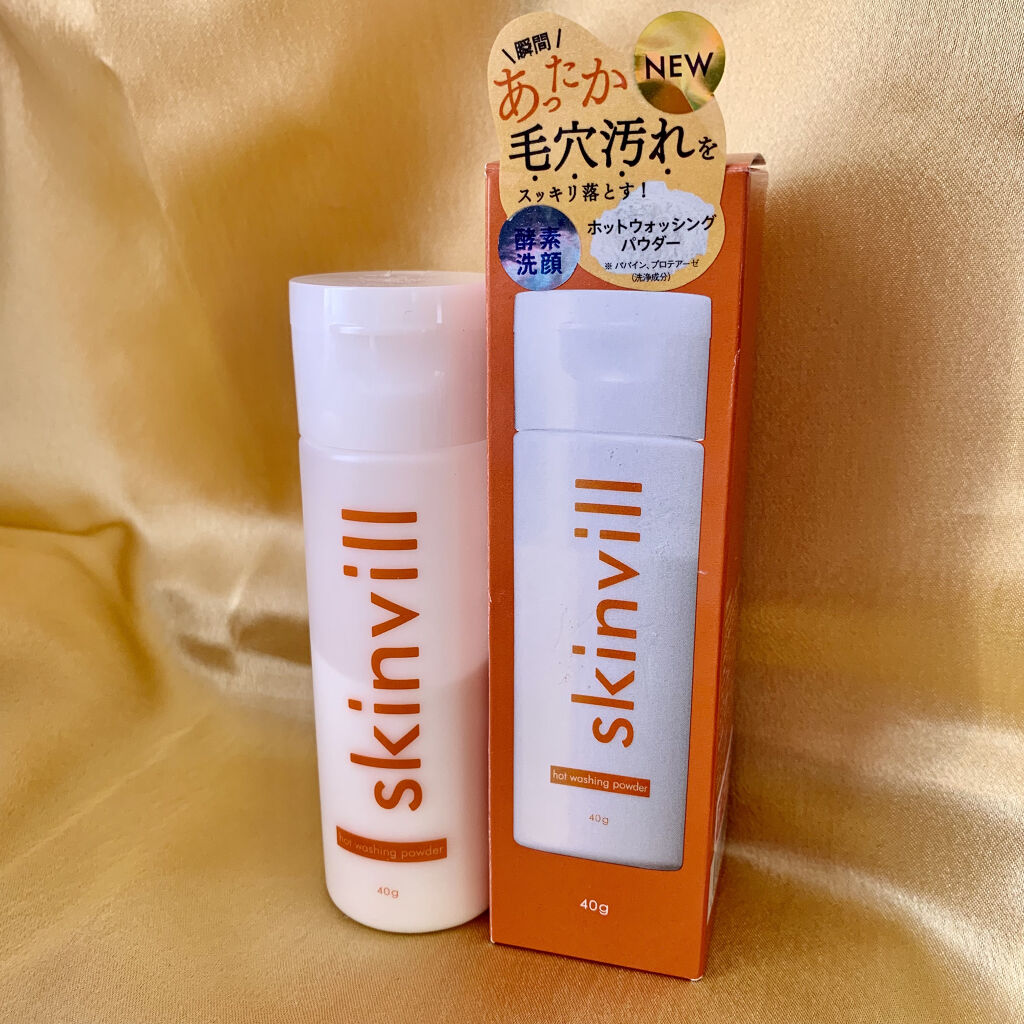 \瞬間/
あったか
毛穴汚れを
スッキリ落とす!
NEW
酵素
洗顔
ホットウォッシング
パウダー
※ パパイン、プロテアーゼ
(洗浄成分)
skinvill
hot washing powder
40g
skinvill
hot washing powder
40g
40g